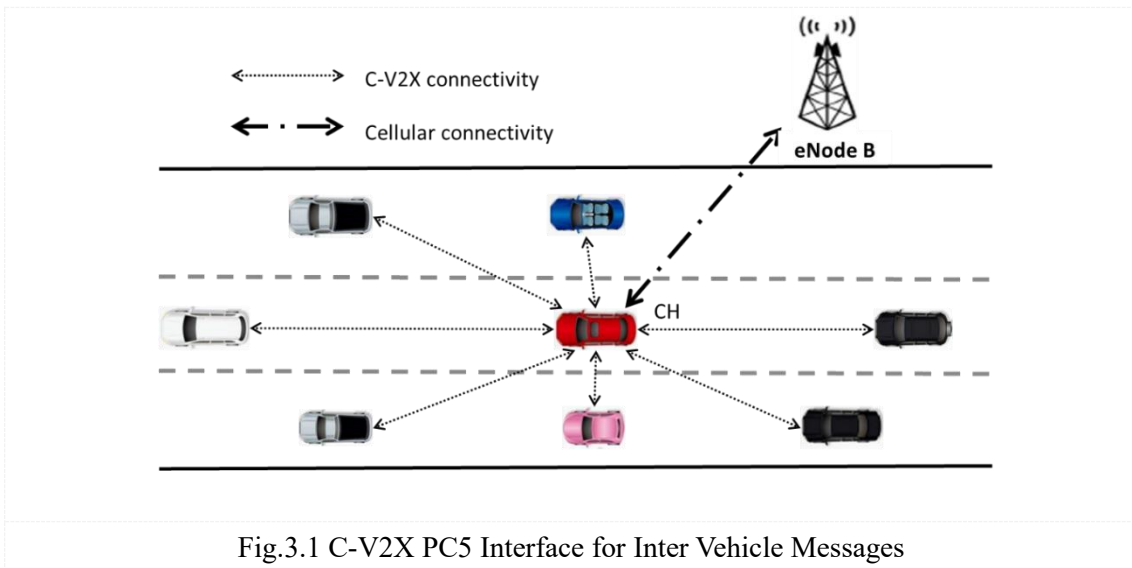 C-V2X connectivity
Cellular connectivity
eNode B
CH
Fig.3.1 C-V2X PC5 Interface for Inter Vehicle Messages